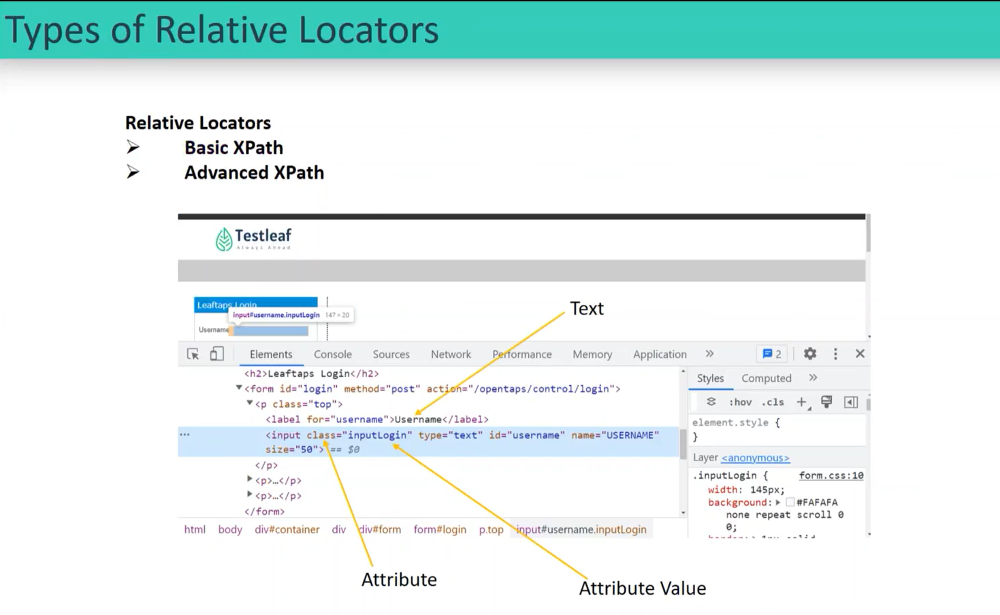 Types of Relative Locators
Relative Locators
➢ Basic XPath
➢ Advanced XPath
Testleaf
Always Ahead
Leaftaps Login
input#username.inputLogin 147 × 20
Username
Text
Elements Console Sources Network Performance Memory Application » 2
<h2>Leaftaps Login</h2>
<form id="login" method="post" action="/opentaps/control/login">
<p class="top">
<label for="username">Username</label>
<input class="inputLogin" type="text" id="username" name="USERNAME"
size="50"> == $0
</p>
<p>…</p>
<p>…</p>
</form>
html body div#container div div#form form#login p.top input#username.inputLogin
Styles Computed »
:hov .cls +
element.style {
}
Layer <anonymous>
.inputLogin { form.css:10
width: 145px;
background: #FAFAFA
none repeat scroll 0
0;
Attribute
Attribute Value